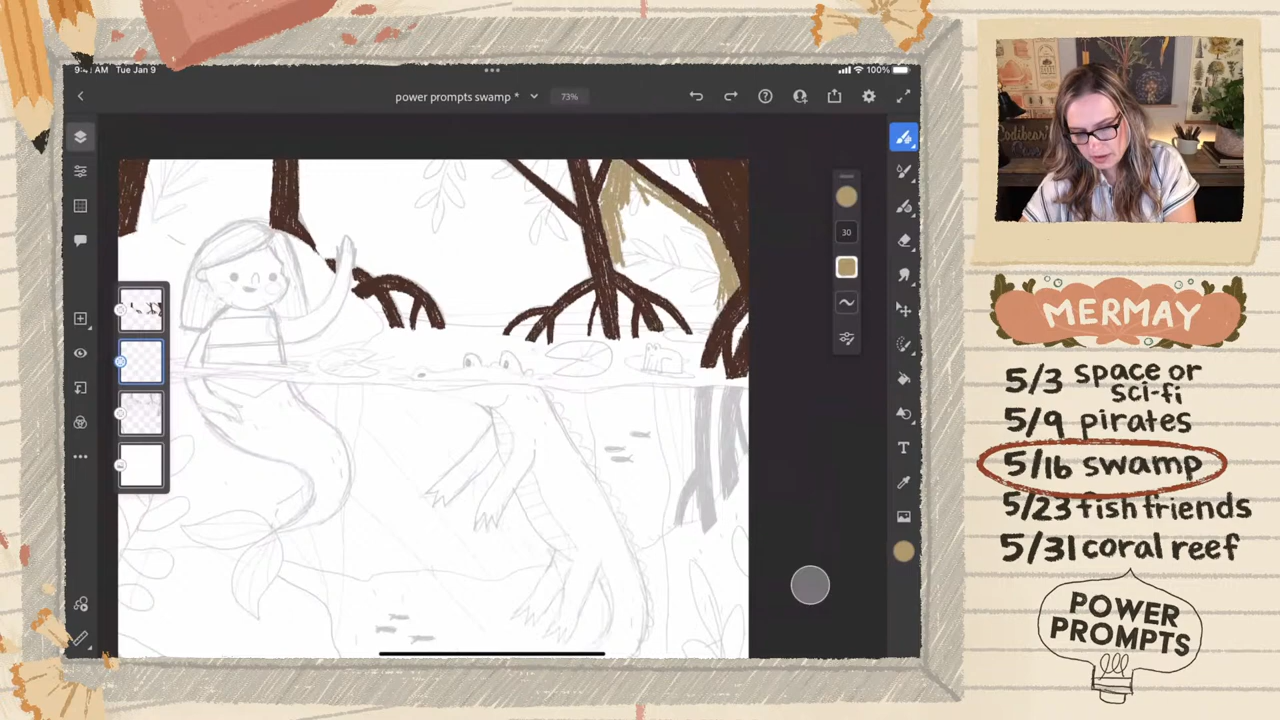 9:41 AM Tue Jan 9
100%
power prompts swamp *
73%
30
T
MERMAY
5/3 space or
sci-fi
5/9 pirates
5/16 swamp
5/23 fish friends
5/31 coral reef
POWER
PROMPTS